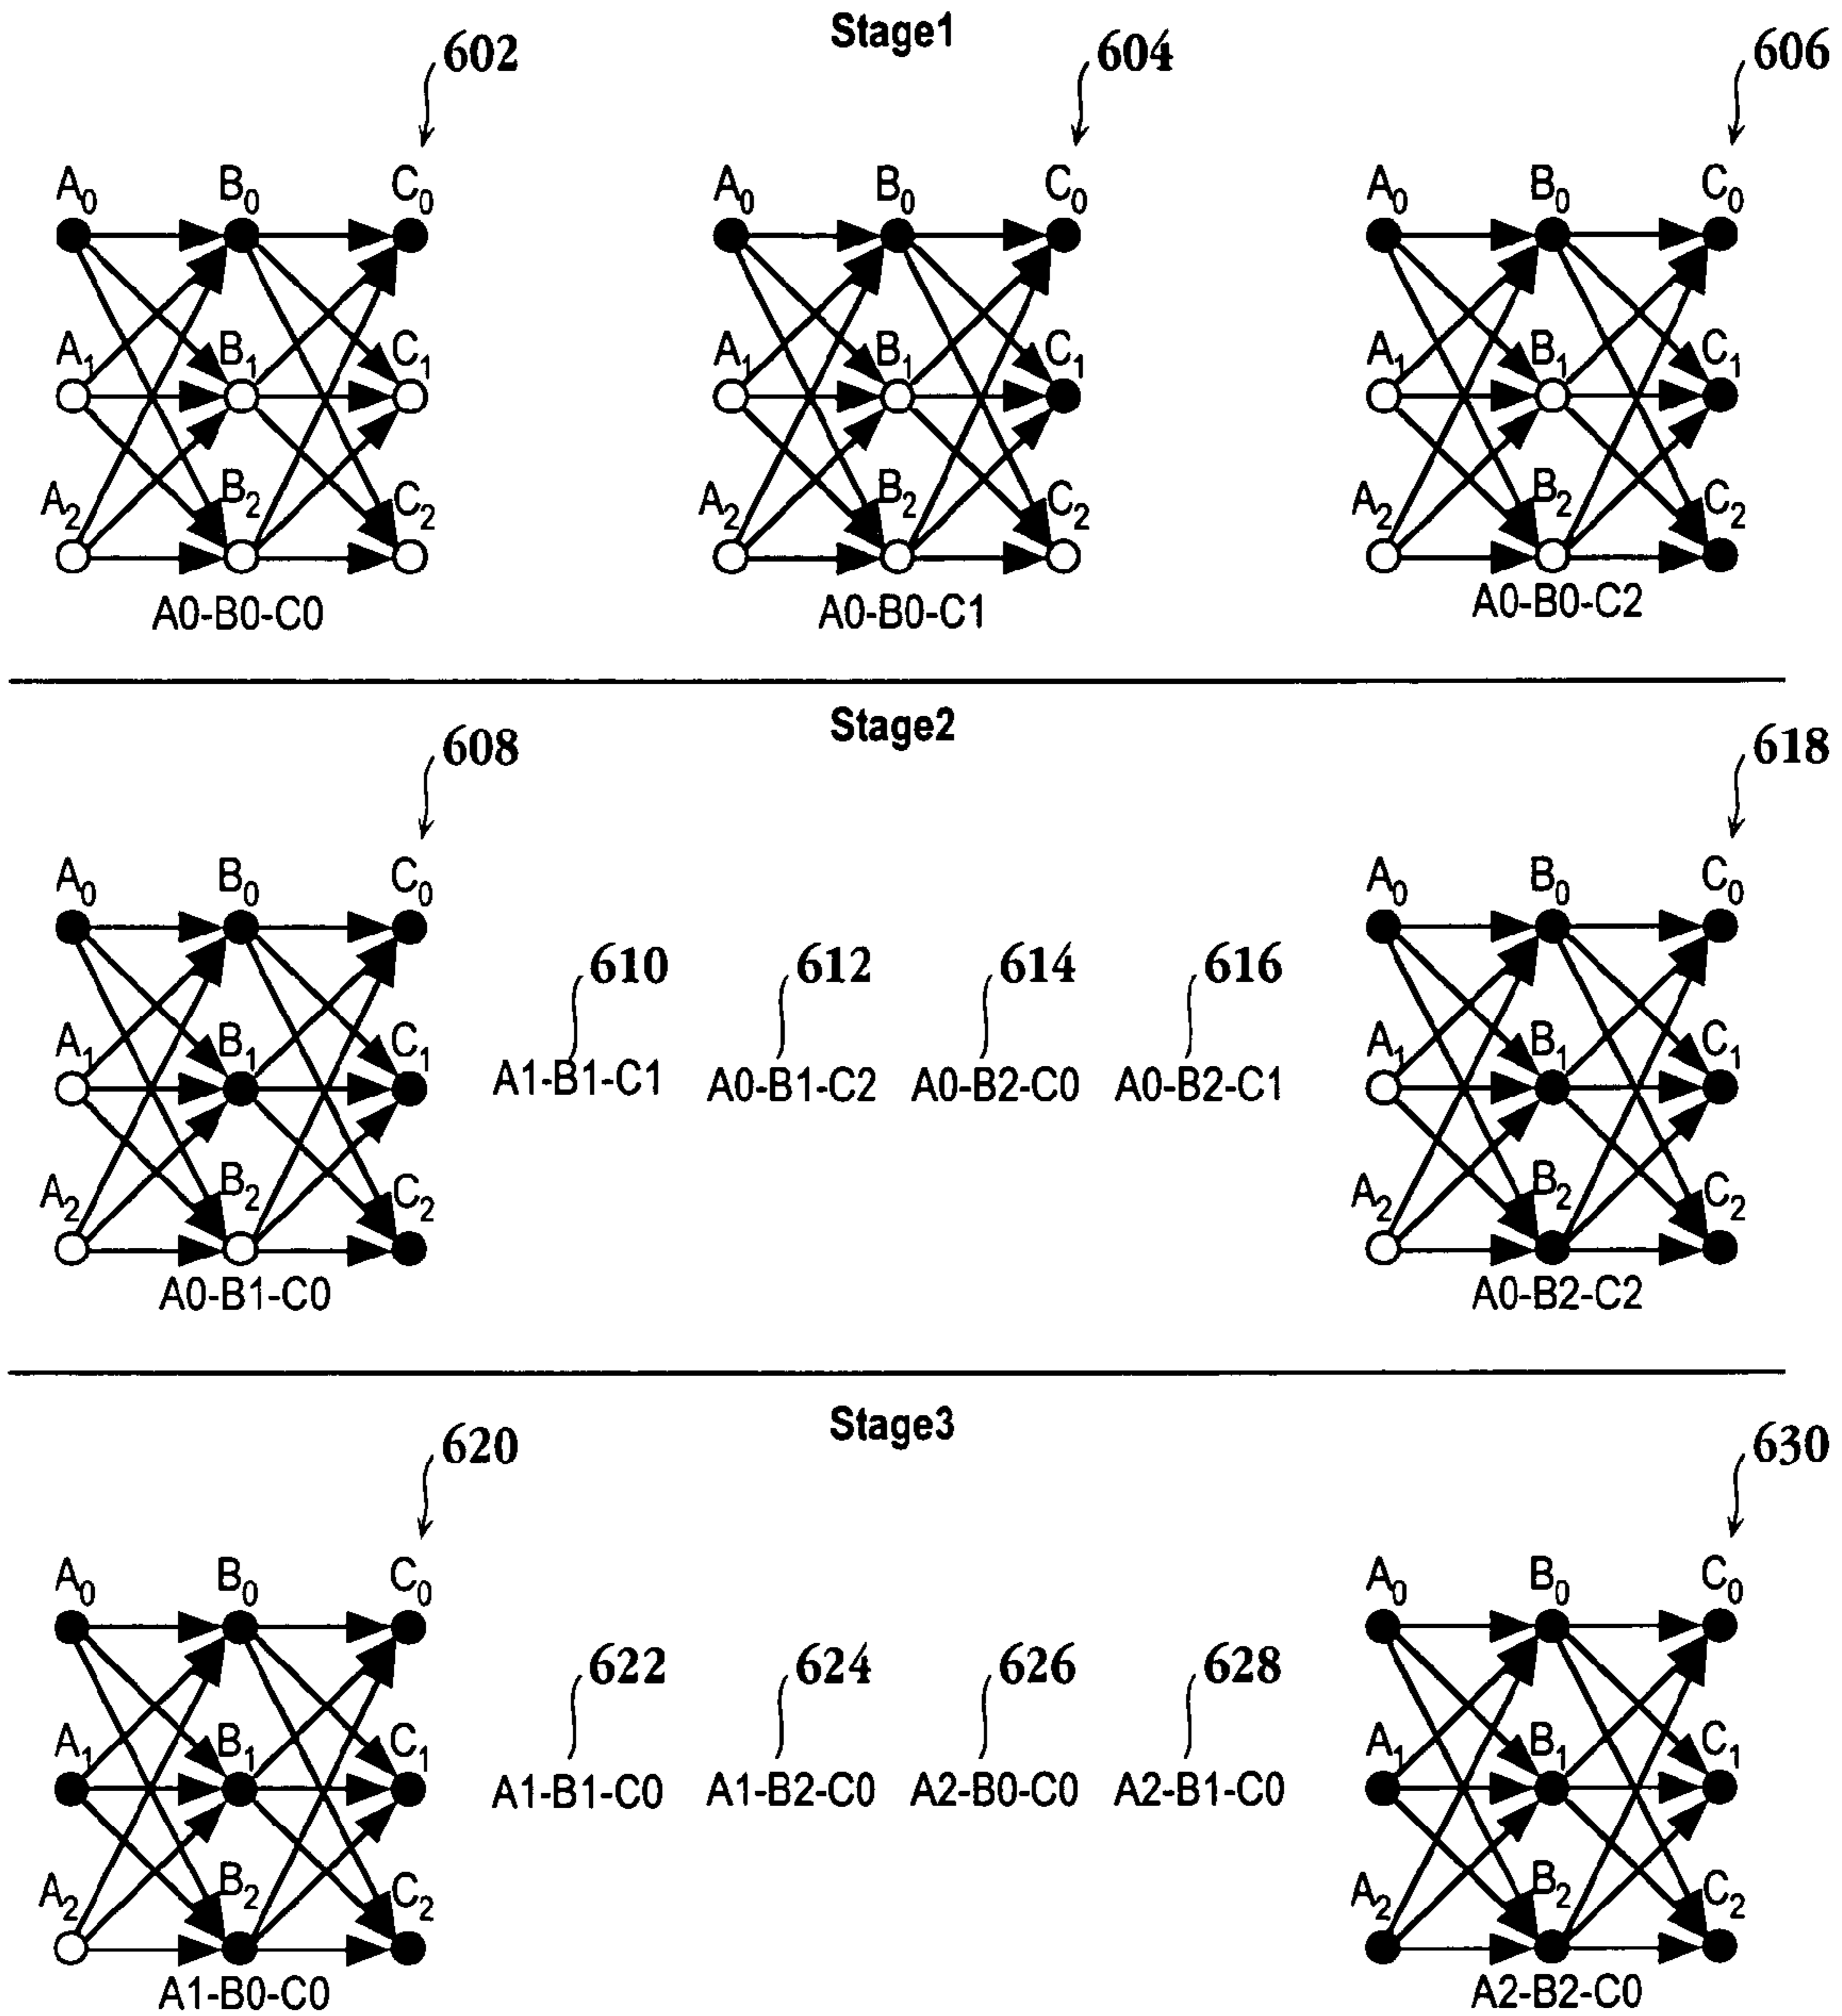 Stage1
602
604
606
A0 B0 C0
A0 B0 C0
A0 B0 C0
A1 B1 C1
A1 B1 C1
A1 B1 C1
A2 B2 C2
A2 B2 C2
A2 B2 C2
A0-B0-C0
A0-B0-C1
A0-B0-C2
Stage2
608
618
A0 B0 C0
A0 B0 C0
610
612
614
616
A1 B1 C1
A1-B1-C1
A0-B1-C2
A0-B2-C0
A0-B2-C1
A1 B1 C1
A2 B2 C2
A2 B2 C2
A0-B1-C0
A0-B2-C2
Stage3
620
630
A0 B0 C0
A0 B0 C0
622
624
626
628
A1 B1 C1
A1-B1-C0
A1-B2-C0
A2-B0-C0
A2-B1-C0
A1 B1 C1
A2 B2 C2
A2 B2 C2
A1-B0-C0
A2-B2-C0